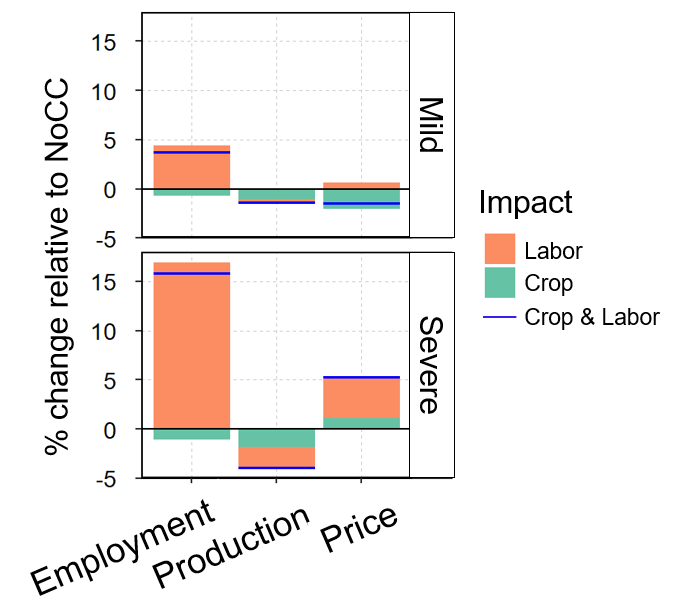 % change relative to NoCC
15
10
5
0
-5
Mild
15
10
5
0
-5
Severe
Employment
Production
Price
Impact
Labor
Crop
Crop & Labor